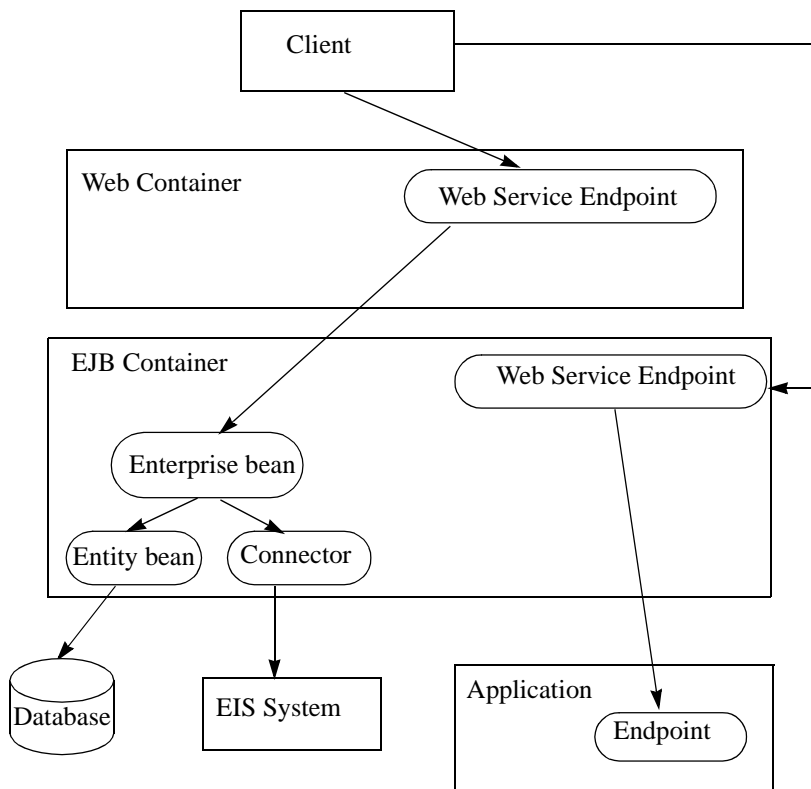 Client
Web Container
Web Service Endpoint
EJB Container
Web Service Endpoint
Enterprise bean
Entity bean
Connector
Database
EIS System
Application
Endpoint